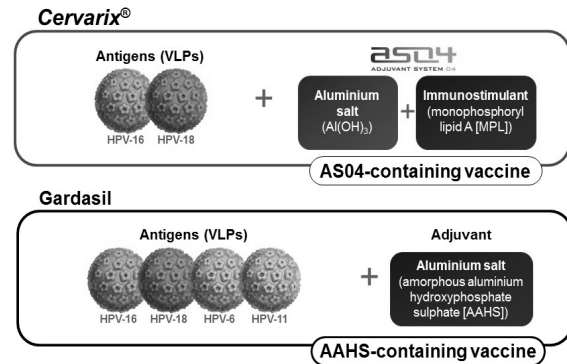 Cervarix®
Antigens (VLPs)
HPV-16 HPV-18
+
AS04
ADJUVANT SYSTEM 04
Aluminium
salt
(Al(OH)₃)
+
Immunostimulant
(monophosphoryl
lipid A [MPL])
AS04-containing vaccine
Gardasil
Antigens (VLPs)
HPV-16 HPV-18 HPV-6 HPV-11
+
Adjuvant
Aluminium salt
(amorphous aluminium
hydroxyphosphate
sulphate [AAHS])
AAHS-containing vaccine